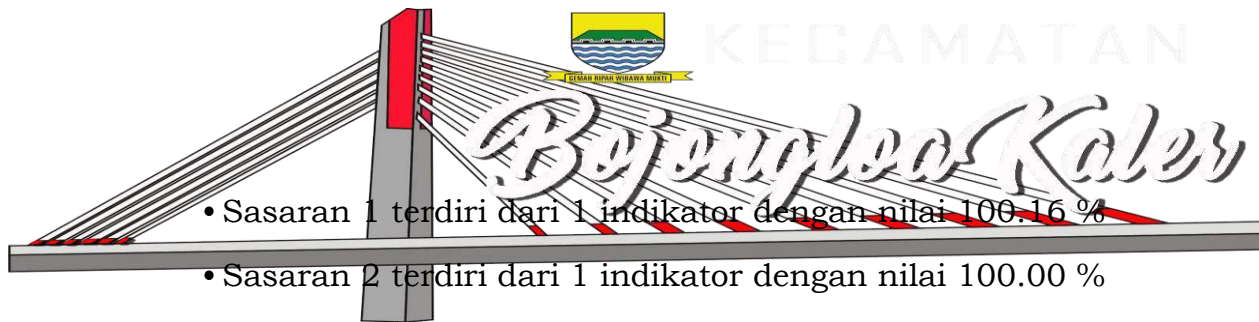 KECAMATAN
GEMAH RIPAH WIBAWA MUKTI
Bojongloa Kaler
• Sasaran 1 terdiri dari 1 indikator dengan nilai 100.16 %
• Sasaran 2 terdiri dari 1 indikator dengan nilai 100.00 %